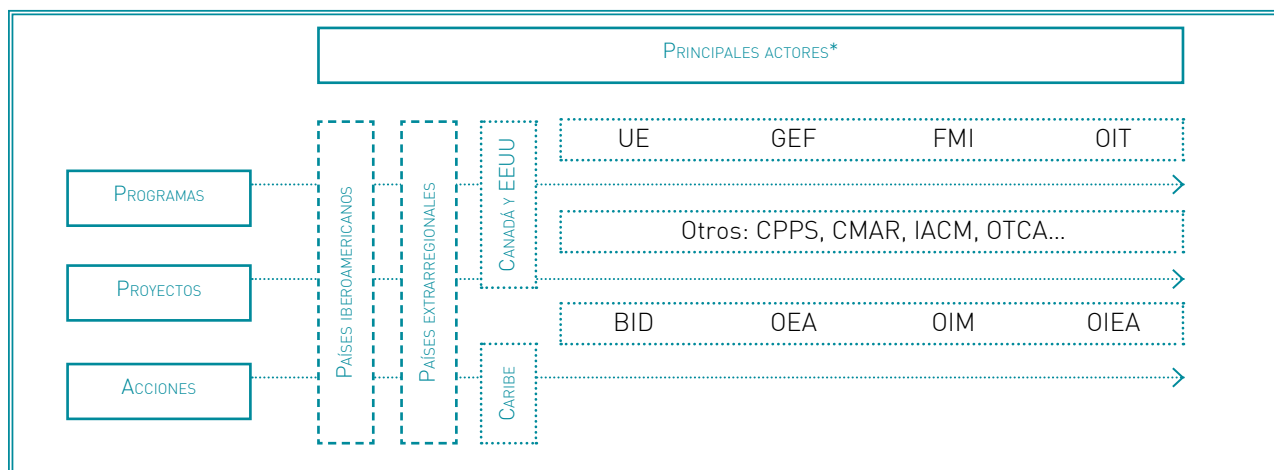 Principales actores*
UE GEF FMI OIT
Programas
Países iberoamericanos
Países extrarregionales
Canadá y EEUU
Otros: CPPS, CMAR, IACM, OTCA...
Proyectos
BID OEA OIM OIEA
Acciones
Caribe